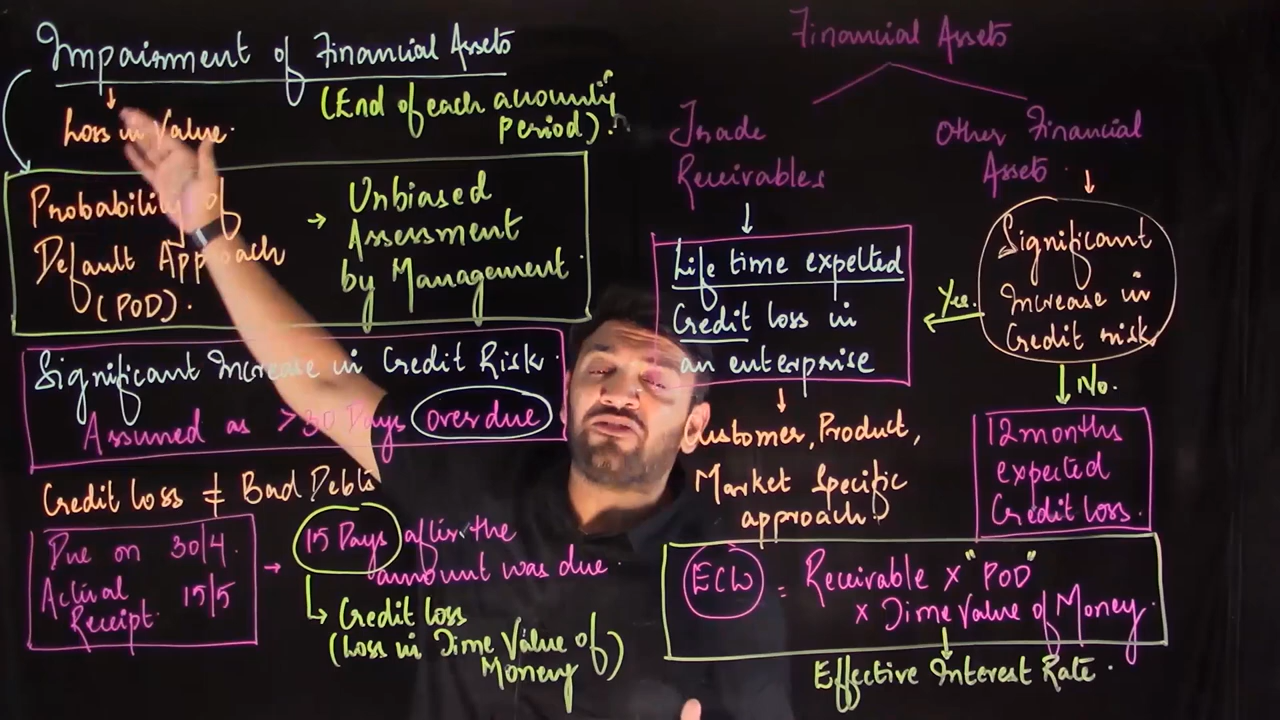 Impairment of Financial Assets
(End of each accounting
period).
Loss in Value.
Probability of
Default Approach
(POD).
→ Unbiased
Assessment
by Management.
Significant Increase in Credit Risk.
Assumed as >30 Days overdue
Credit loss ≠ Bad Debts
Due on 30/4.
Actual 15/5
Receipt.
→ 15 Days after the
amount was due.
Credit loss
(Loss in Time Value of
Money)
Financial Assets
Trade
Receivables
Life time expected
Credit loss in
an enterprise
Customer, Product,
Market Specific
approach)
Other Financial
Assets.
Significant
Increase in
Credit risk.
Yes.
No.
12 months
expected
Credit loss.
= Receivable x "POD"
x Time Value of Money.
Effective Interest Rate.